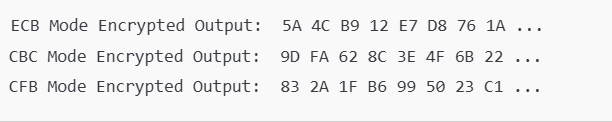 ECB Mode Encrypted Output:  5A 4C B9 12 E7 D8 76 1A ...
CBC Mode Encrypted Output:  9D FA 62 8C 3E 4F 6B 22 ...
CFB Mode Encrypted Output:  83 2A 1F B6 99 50 23 C1 ...